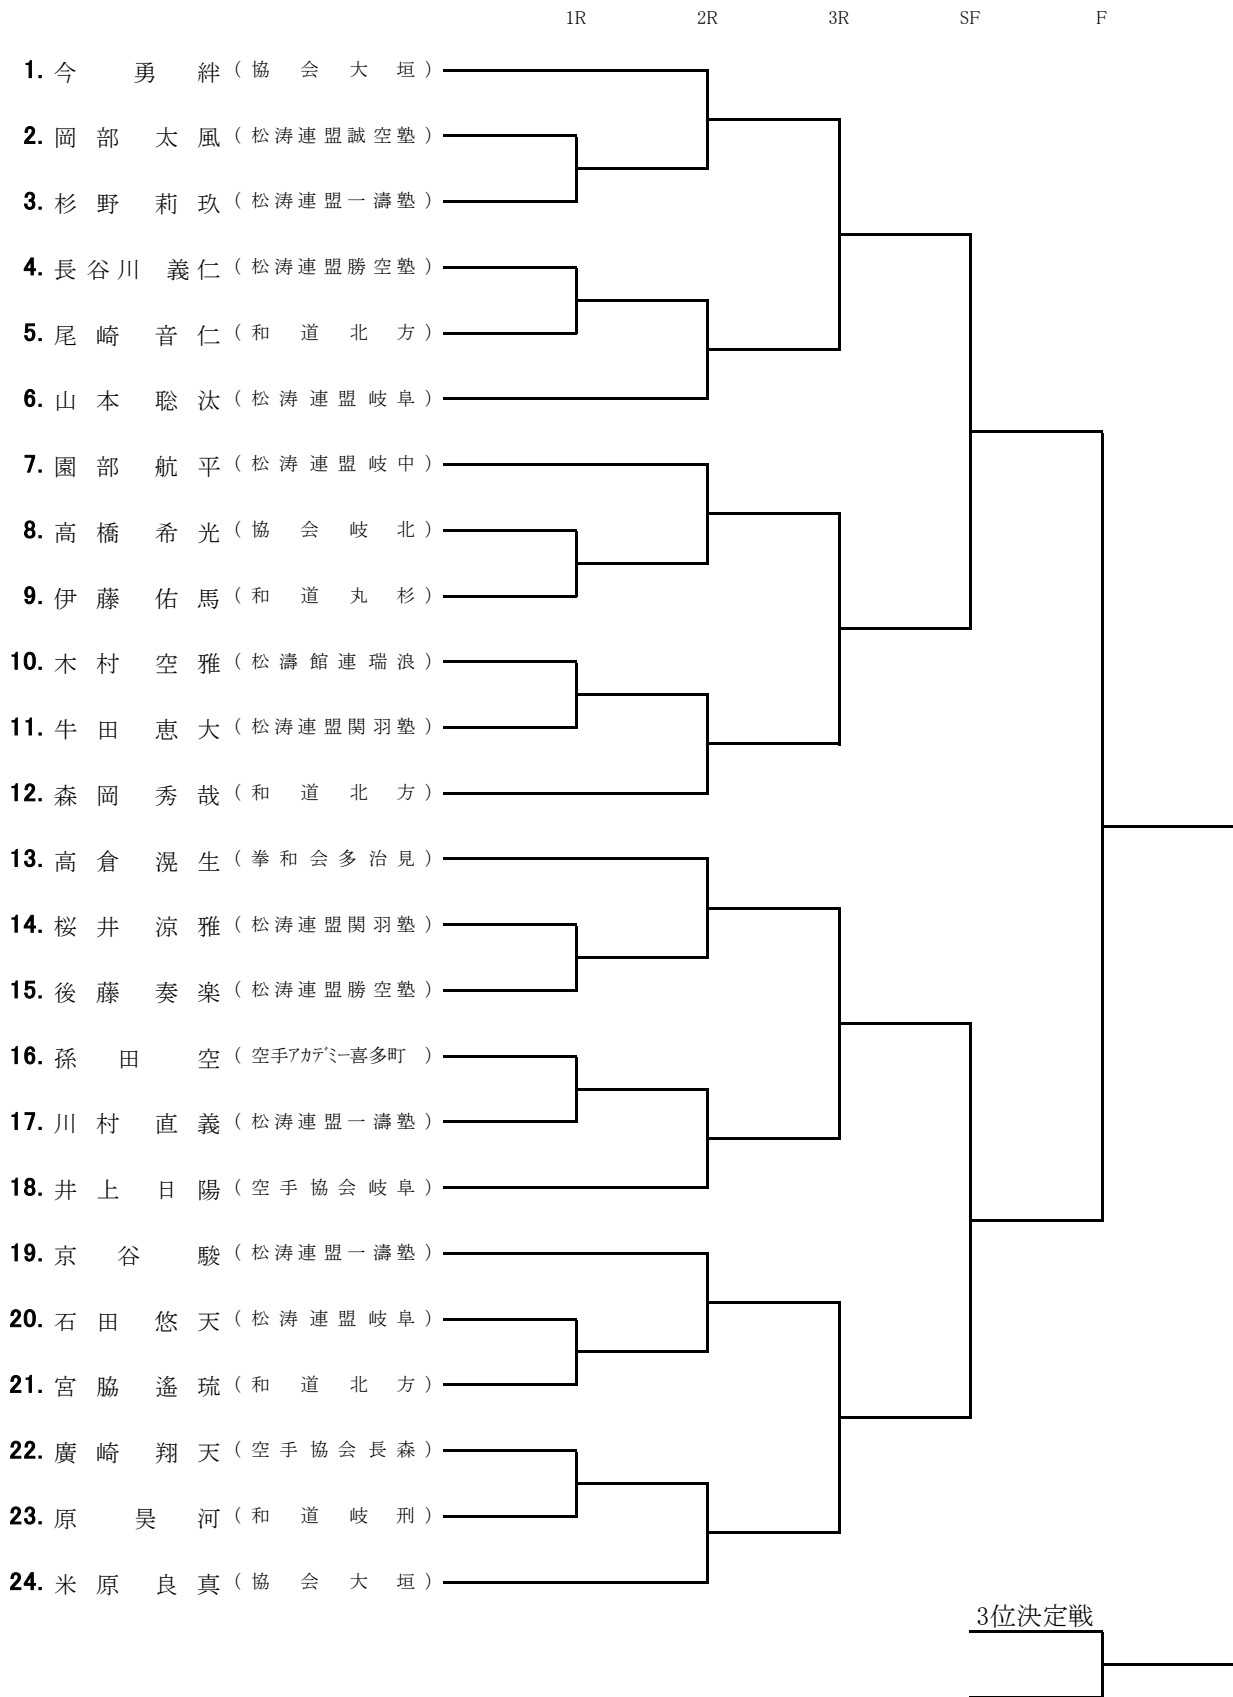 1R 2R 3R SF F
1. 今 勇 絆 ( 協 会 大 垣 )
2. 岡 部 太 風 ( 松 涛 連 盟 誠 空 塾 )
3. 杉 野 莉 玖 ( 松 涛 連 盟 一 濤 塾 )
4. 長 谷 川 義 仁 ( 松 涛 連 盟 勝 空 塾 )
5. 尾 崎 音 仁 ( 和 道 北 方 )
6. 山 本 聡 汰 ( 松 涛 連 盟 岐 阜 )
7. 園 部 航 平 ( 松 涛 連 盟 岐 中 )
8. 高 橋 希 光 ( 協 会 岐 北 )
9. 伊 藤 佑 馬 ( 和 道 丸 杉 )
10. 木 村 空 雅 ( 松 濤 館 連 瑞 浪 )
11. 牛 田 恵 大 ( 松 涛 連 盟 関 羽 塾 )
12. 森 岡 秀 哉 ( 和 道 北 方 )
13. 高 倉 滉 生 ( 拳 和 会 多 治 見 )
14. 桜 井 涼 雅 ( 松 涛 連 盟 関 羽 塾 )
15. 後 藤 奏 楽 ( 松 涛 連 盟 勝 空 塾 )
16. 孫 田 空 ( 空手ｱｶﾃﾞﾐｰ喜多町 )
17. 川 村 直 義 ( 松 涛 連 盟 一 濤 塾 )
18. 井 上 日 陽 ( 空 手 協 会 岐 阜 )
19. 京 谷 駿 ( 松 涛 連 盟 一 濤 塾 )
20. 石 田 悠 天 ( 松 涛 連 盟 岐 阜 )
21. 宮 脇 遙 琉 ( 和 道 北 方 )
22. 廣 崎 翔 天 ( 空 手 協 会 長 森 )
23. 原 昊 河 ( 和 道 岐 刑 )
24. 米 原 良 真 ( 協 会 大 垣 )
3位決定戦